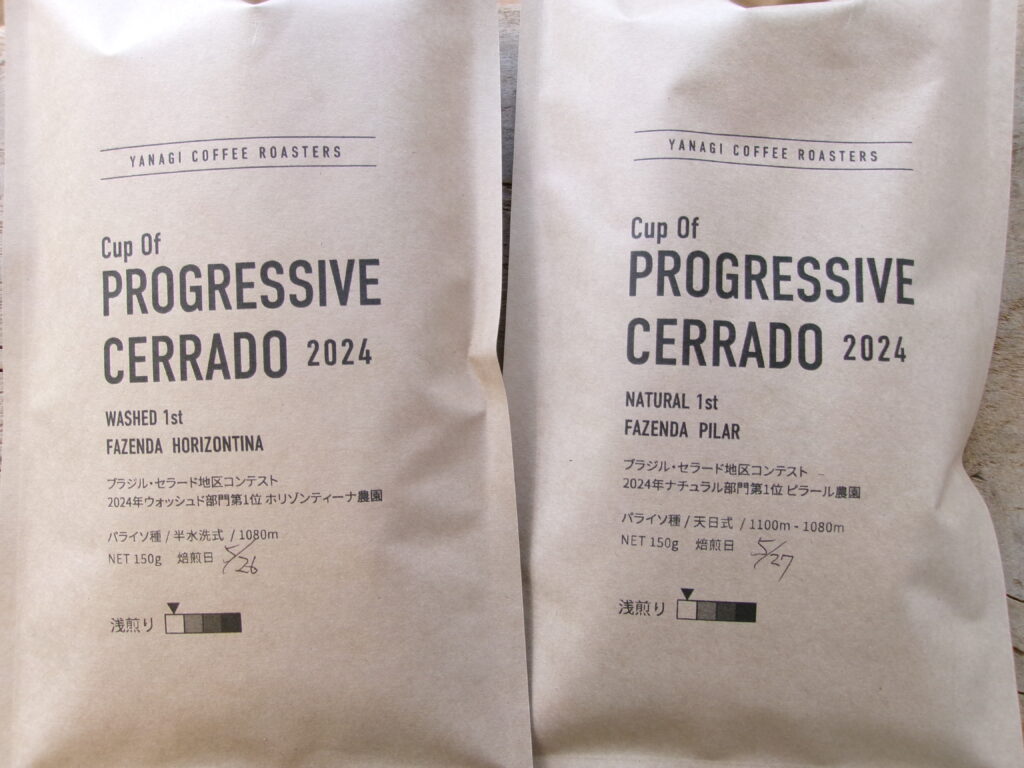 YANAGI COFFEE ROASTERS
Cup Of
PROGRESSIVE
CERRADO 2024
WASHED 1st
FAZENDA HORIZONTINA
ブラジル・セラード地区コンテスト
2024年ウォッシュド部門第1位 ホリゾンティーナ農園
パライソ種 / 半水洗式 / 1080m
NET 150g 焙煎日 5/26
浅煎り
YANAGI COFFEE ROASTERS
Cup Of
PROGRESSIVE
CERRADO 2024
NATURAL 1st
FAZENDA PILAR
ブラジル・セラード地区コンテスト
2024年ナチュラル部門第1位 ピラール農園
パライソ種 / 天日式 / 1100m - 1080m
NET 150g 焙煎日 5/27
浅煎り